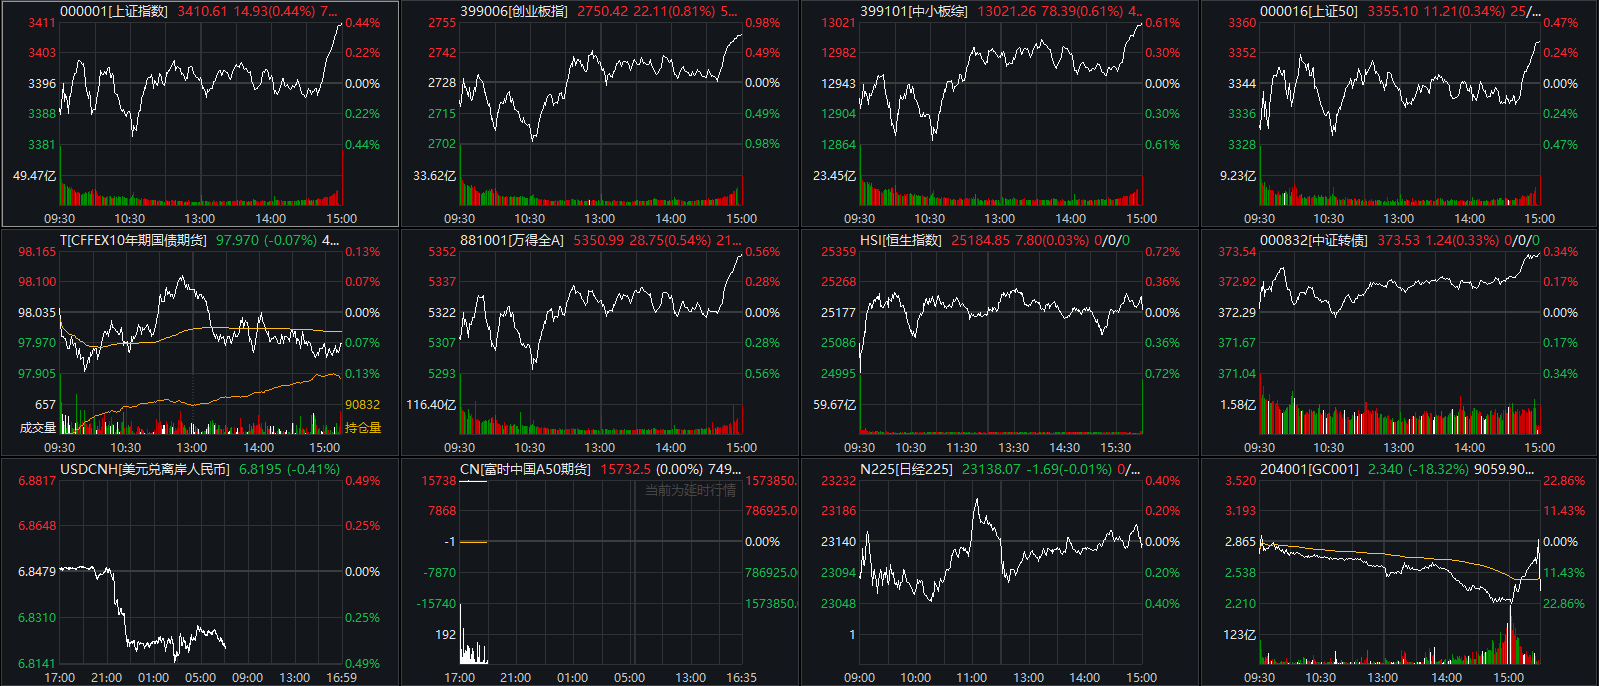 000001[上证指数] 3410.61 14.93(0.44%) 7...
3411 0.44%
3403 0.22%
3396 0.00%
3388 0.22%
3381 0.44%
49.47亿
09:30 10:30 13:00 14:00 15:00
399006[创业板指] 2750.42 22.11(0.81%) 5...
2755 0.98%
2742 0.49%
2728 0.00%
2715 0.49%
2702 0.98%
33.62亿
09:30 10:30 13:00 14:00 15:00
399101[中小板综] 13021.26 78.39(0.61%) 4..
13021 0.61%
12982 0.30%
12943 0.00%
12904 0.30%
12864 0.61%
23.45亿
09:30 10:30 13:00 14:00 15:00
000016[上证50] 3355.10 11.21(0.34%) 25/...
3360 0.47%
3352 0.24%
3344 0.00%
3336 0.24%
3328 0.47%
9.23亿
09:30 10:30 13:00 14:00 15:00
T[CFFEX10年期国债期货] 97.970 (-0.07%) 4...
98.165 0.13%
98.100 0.07%
98.035 0.00%
97.970 0.07%
97.905 0.13%
657 90832
成交量 持仓量
09:30 10:30 13:00 14:00 15:00
881001[万得全A] 5350.99 28.75(0.54%) 21...
5352 0.56%
5337 0.28%
5322 0.00%
5307 0.28%
5293 0.56%
116.40亿
09:30 10:30 13:00 14:00 15:00
HSI[恒生指数] 25184.85 7.80(0.03%) 0/0/0
25359 0.72%
25268 0.36%
25177 0.00%
25086 0.36%
24995 0.72%
59.67亿
09:30 10:30 11:30 13:30 14:30 15:30
000832[中证转债] 373.53 1.24(0.33%) 0/0/0
373.54 0.34%
372.92 0.17%
372.29 0.00%
371.67 0.17%
371.04 0.34%
1.58亿
09:30 10:30 13:00 14:00 15:00
USDCNH[美元兑离岸人民币] 6.8195 (-0.41%)
6.8817 0.49%
6.8648 0.25%
6.8479 0.00%
6.8310 0.25%
6.8141 0.49%
17:00 21:00 01:00 05:00 09:00 13:00 16:59
CN[富时中国A50期货] 15732.5 (0.00%) 749...
当前为延时行情
15738 1573850.
7868 786925.0
-1 0.00%
-7870 786925.0
-15740 1573850.
192
17:00 21:00 01:00 05:00 13:00 16:35
N225[日经225] 23138.07 -1.69(-0.01%) 0/...
23232 0.40%
23186 0.20%
23140 0.00%
23094 0.20%
23048 0.40%
1
09:00 10:00 11:00 13:00 14:00 15:00
204001[GC001] 2.340 (-18.32%) 9059.90...
3.520 22.86%
3.193 11.43%
2.865 0.00%
2.538 11.43%
2.210 22.86%
123亿
09:30 10:30 13:00 14:00 15:00